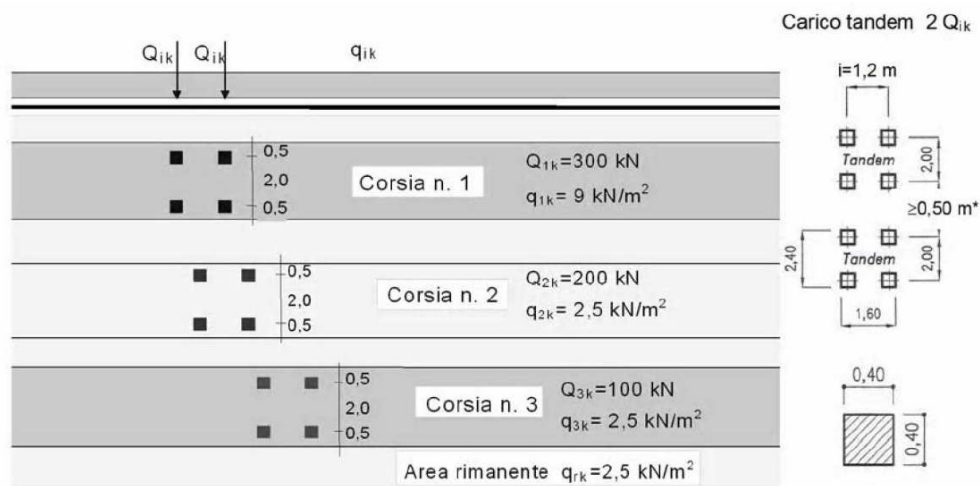 Carico tandem 2 Qik
Qik Qik qik
i=1,2 m
0,5
2,0
0,5
Corsia n. 1
Q1k=300 kN
q1k= 9 kN/m²
Tandem
2,00
≥0,50 m*
0,5
2,0
0,5
Corsia n. 2
Q2k=200 kN
q2k= 2,5 kN/m²
2,40
Tandem
2,00
1,60
0,5
2,0
0,5
Corsia n. 3
Q3k=100 kN
q3k= 2,5 kN/m²
0,40
0,40
Area rimanente qrk=2,5 kN/m²